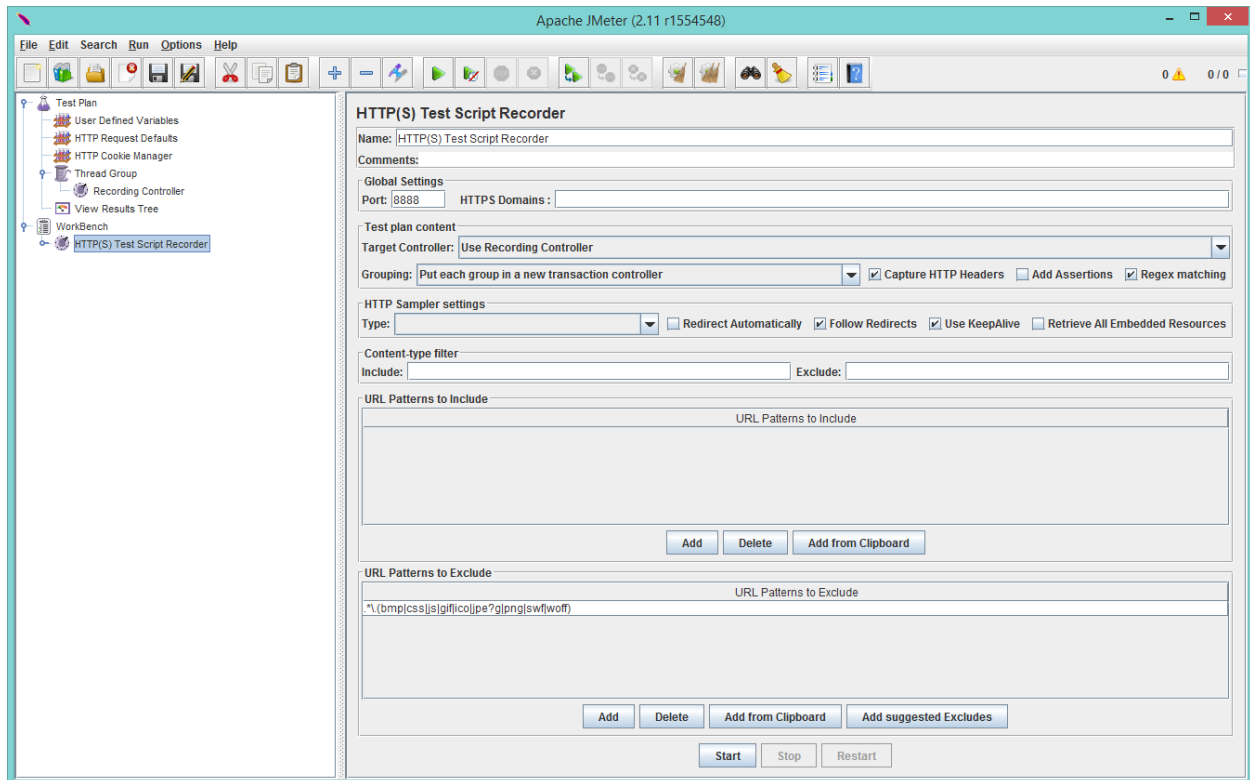 Apache JMeter (2.11 r1554548)
File Edit Search Run Options Help
0 0 / 0
Test Plan
User Defined Variables
HTTP Request Defaults
HTTP Cookie Manager
Thread Group
Recording Controller
View Results Tree
WorkBench
HTTP(S) Test Script Recorder
HTTP(S) Test Script Recorder
Name: HTTP(S) Test Script Recorder
Comments:
Global Settings
Port: 8888 HTTPS Domains :
Test plan content
Target Controller: Use Recording Controller
Grouping: Put each group in a new transaction controller Capture HTTP Headers Add Assertions Regex matching
HTTP Sampler settings
Type: Redirect Automatically Follow Redirects Use KeepAlive Retrieve All Embedded Resources
Content-type filter
Include: Exclude:
URL Patterns to Include
URL Patterns to Include
Add Delete Add from Clipboard
URL Patterns to Exclude
URL Patterns to Exclude
.*\.(bmp|css|js|gif|ico|jpe?g|png|swf|woff)
Add Delete Add from Clipboard Add suggested Excludes
Start Stop Restart